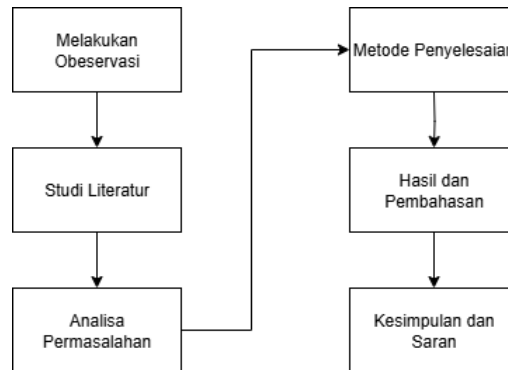 Melakukan
Obeservasi
Studi Literatur
Analisa
Permasalahan
Metode Penyelesaian
Hasil dan
Pembahasan
Kesimpulan dan
Saran